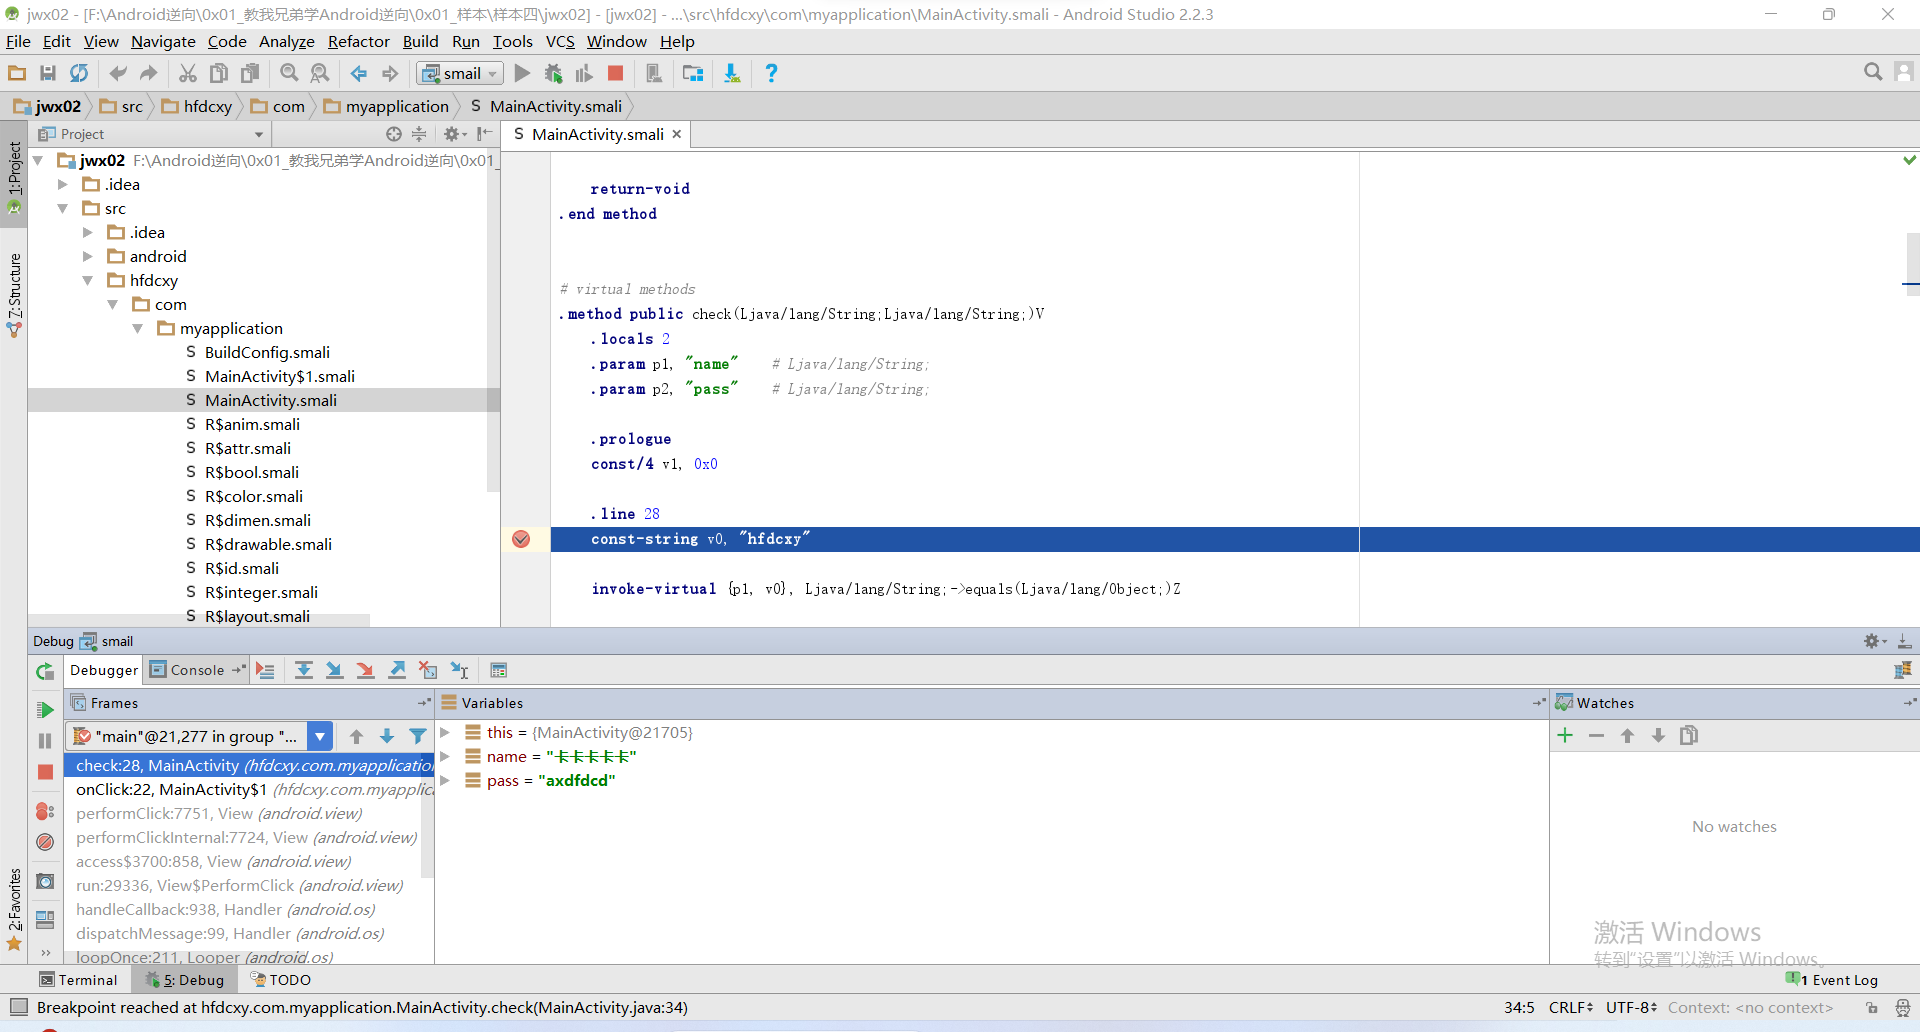 jwx02 - [F:\Android逆向\0x01_教我兄弟学Android逆向\0x01_样本\样本四\jwx02] - [jwx02] - ...\src\hfdcxy\com\myapplication\MainActivity.smali - Android Studio 2.2.3
File Edit View Navigate Code Analyze Refactor Build Run Tools VCS Window Help
smail
jwx02 src hfdcxy com myapplication MainActivity.smali
Project
MainActivity.smali
1: Project
7: Structure
2: Favorites
jwx02 F:\Android逆向\0x01_教我兄弟学Android逆向\0x01_
.idea
src
.idea
android
hfdcxy
com
myapplication
BuildConfig.smali
MainActivity$1.smali
MainActivity.smali
R$anim.smali
R$attr.smali
R$bool.smali
R$color.smali
R$dimen.smali
R$drawable.smali
R$id.smali
R$integer.smali
R$layout.smali
return-void
.end method
# virtual methods
.method public check(Ljava/lang/String;Ljava/lang/String;)V
.locals 2
.param p1, "name" # Ljava/lang/String;
.param p2, "pass" # Ljava/lang/String;
.prologue
const/4 v1, 0x0
.line 28
const-string v0, "hfdcxy"
invoke-virtual {p1, v0}, Ljava/lang/String;->equals(Ljava/lang/Object;)Z
Debug smail
Debugger Console
Frames
"main"@21,277 in group "...
check:28, MainActivity (hfdcxy.com.myapplicatio
onClick:22, MainActivity$1 (hfdcxy.com.myapplic
performClick:7751, View (android.view)
performClickInternal:7724, View (android.view)
access$3700:858, View (android.view)
run:29336, View$PerformClick (android.view)
handleCallback:938, Handler (android.os)
dispatchMessage:99, Handler (android.os)
loopOnce:211, Looper (android.os)
Variables
this = {MainActivity@21705}
name = "卡卡卡卡卡"
pass = "axdfdcd"
Watches
No watches
激活 Windows
转到"设置"以激活 Windows。
Terminal 5: Debug TODO
1 Event Log
Breakpoint reached at hfdcxy.com.myapplication.MainActivity.check(MainActivity.java:34)
34:5 CRLF UTF-8 Context: <no context>